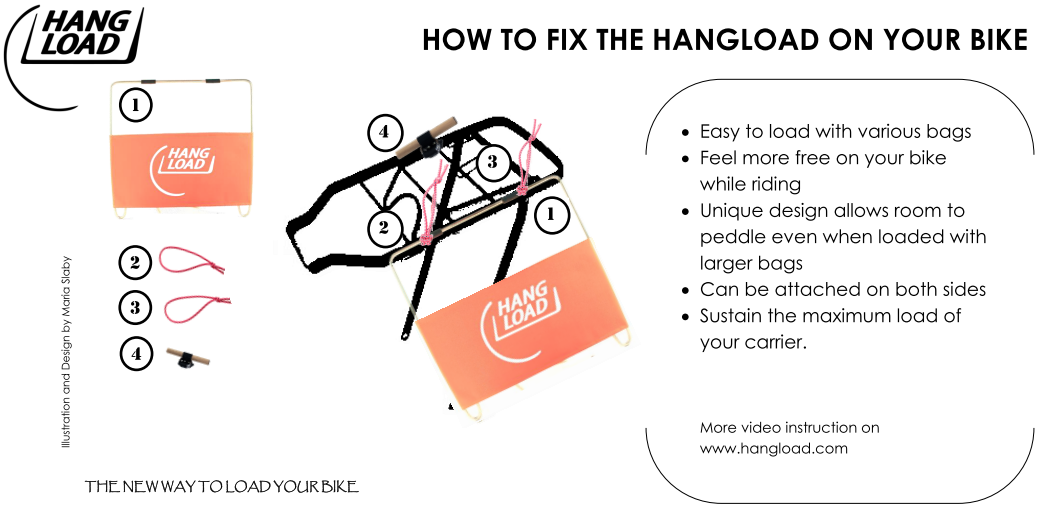 HANG
LOAD
HOW TO FIX THE HANGLOAD ON YOUR BIKE
1
HANG
LOAD
2
3
4
4
3
2
1
HANG
LOAD
• Easy to load with various bags
• Feel more free on your bike
while riding
• Unique design allows room to
peddle even when loaded with
larger bags
• Can be attached on both sides
• Sustain the maximum load of
your carrier.
More video instruction on
www.hangload.com
Illustration and Design by Maria Slaby
THE NEW WAY TO LOAD YOUR BIKE